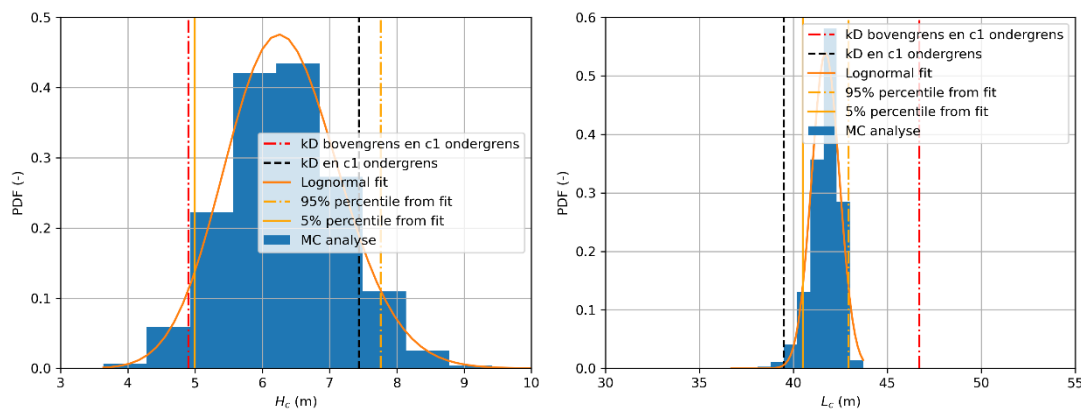 0.5
0.4
0.3
0.2
0.1
0.0
PDF (-)
kD bovengrens en c1 ondergrens
kD en c1 ondergrens
Lognormal fit
95% percentile from fit
5% percentile from fit
MC analyse
3 4 5 6 7 8 9 10
H_c (m)
0.6
0.5
0.4
0.3
0.2
0.1
0.0
PDF (-)
kD bovengrens en c1 ondergrens
kD en c1 ondergrens
Lognormal fit
95% percentile from fit
5% percentile from fit
MC analyse
30 35 40 45 50 55
L_c (m)